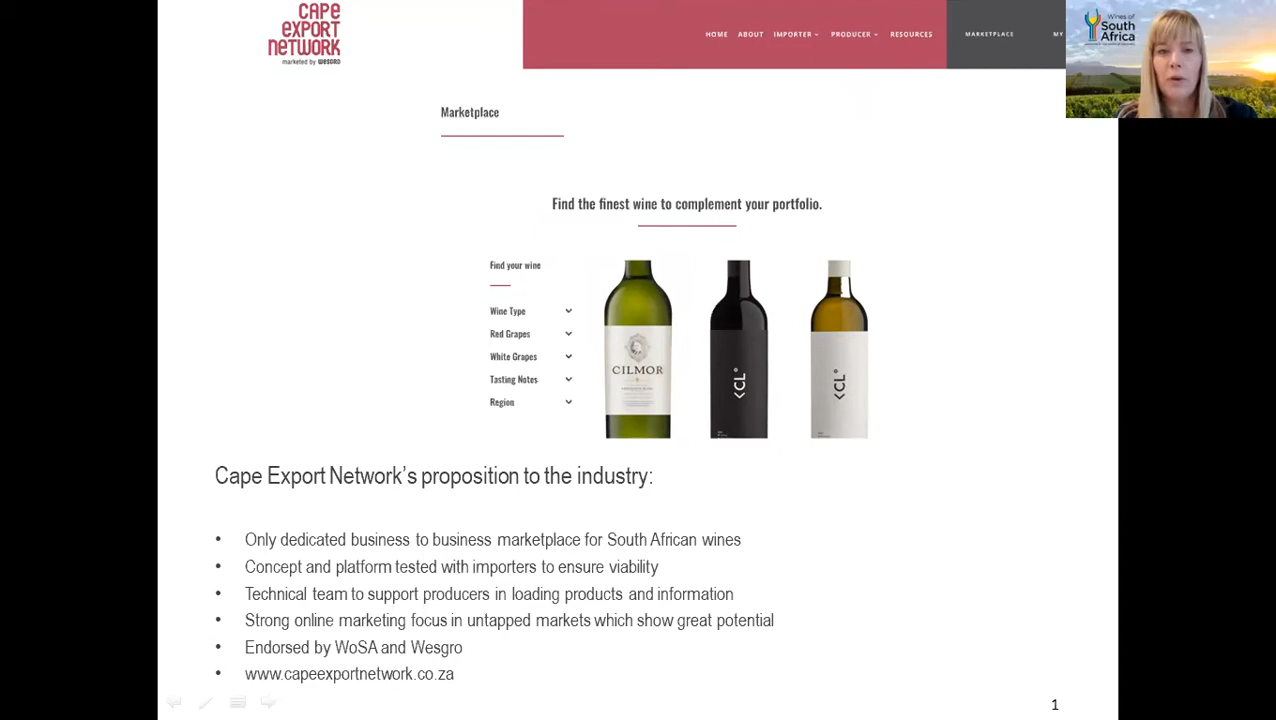 CAPE
EXPORT
NETWORK
marketed by WESGRO
HOME ABOUT IMPORTER PRODUCER RESOURCES MARKETPLACE MY
Wines of
South
Africa
Marketplace
Find the finest wine to complement your portfolio.
Find your wine
Wine Type
Red Grapes
White Grapes
Tasting Notes
Region
CILMOR
KCL°
KCL°
Cape Export Network's proposition to the industry:
• Only dedicated business to business marketplace for South African wines
• Concept and platform tested with importers to ensure viability
• Technical team to support producers in loading products and information
• Strong online marketing focus in untapped markets which show great potential
• Endorsed by WoSA and Wesgro
• www.capeexportnetwork.co.za
1